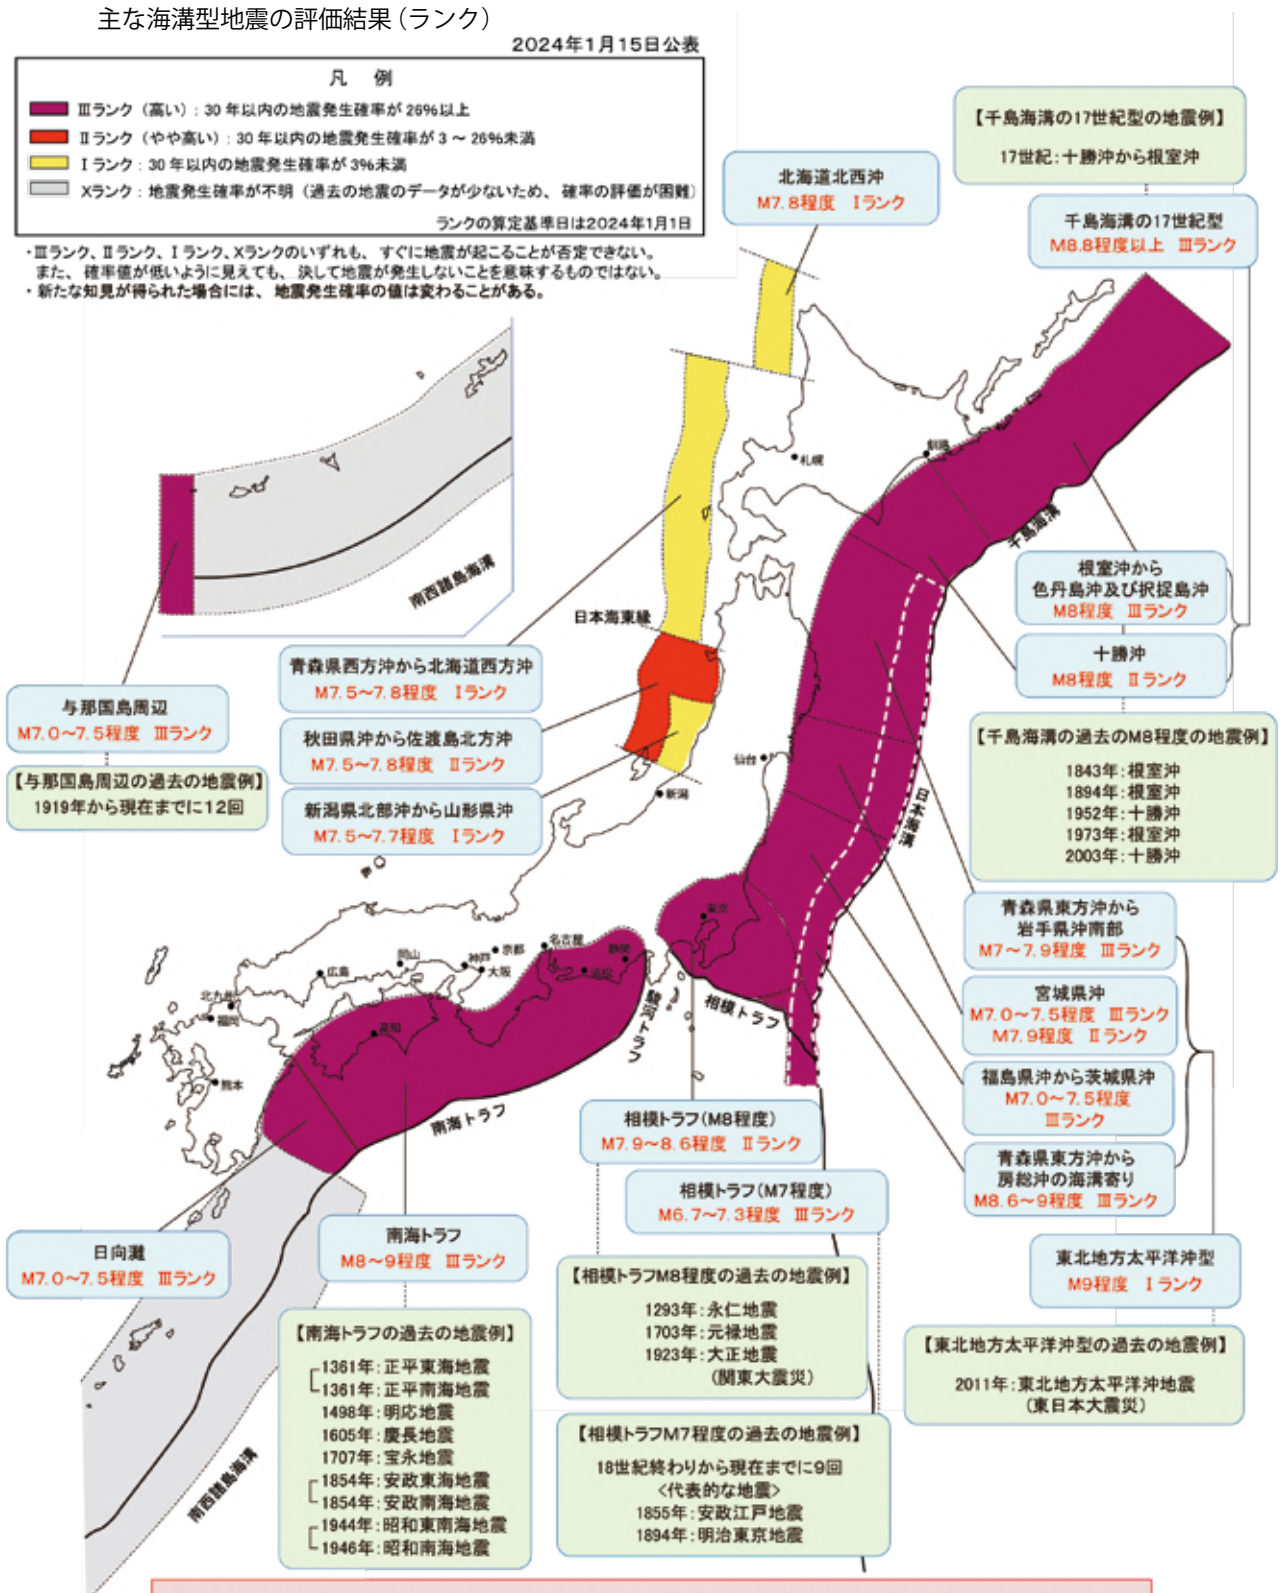 主な海溝型地震の評価結果(ランク)
2024年1月15日公表
凡 例
Ⅲランク(高い):30年以内の地震発生確率が26%以上
Ⅱランク(やや高い):30年以内の地震発生確率が3〜26%未満
Ⅰランク:30年以内の地震発生確率が3%未満
Xランク:地震発生確率が不明(過去の地震のデータが少ないため、確率の評価が困難)
ランクの算定基準日は2024年1月1日
・Ⅲランク、Ⅱランク、Ⅰランク、Xランクのいずれも、すぐに地震が起こることが否定できない。
また、確率値が低いように見えても、決して地震が発生しないことを意味するものではない。
・新たな知見が得られた場合には、地震発生確率の値は変わることがある。
【千島海溝の17世紀型の地震例】
17世紀:十勝沖から根室沖
北海道北西沖
M7.8程度 Ⅰランク
千島海溝の17世紀型
M8.8程度以上 Ⅲランク
釧路
札幌
千島海溝
南西諸島海溝
根室沖から
色丹島沖及び択捉島沖
M8程度 Ⅲランク
十勝沖
M8程度 Ⅱランク
日本海東縁
青森県西方沖から北海道西方沖
M7.5〜7.8程度 Ⅰランク
与那国島周辺
M7.0〜7.5程度 Ⅲランク
秋田県沖から佐渡島北方沖
M7.5〜7.8程度 Ⅱランク
【与那国島周辺の過去の地震例】
1919年から現在までに12回
新潟県北部沖から山形県沖
M7.5〜7.7程度 Ⅰランク
仙台
新潟
日本海溝
【千島海溝の過去のM8程度の地震例】
1843年:根室沖
1894年:根室沖
1952年:十勝沖
1973年:根室沖
2003年:十勝沖
青森県東方沖から
岩手県沖南部
M7〜7.9程度 Ⅲランク
宮城県沖
M7.0〜7.5程度 Ⅲランク
M7.9程度 Ⅱランク
福島県沖から茨城県沖
M7.0〜7.5程度
Ⅲランク
青森県東方沖から
房総沖の海溝寄り
M8.6〜9程度 Ⅲランク
東京
名古屋
京都
静岡
浜松
神戸
大阪
岡山
広島
北九州
福岡
高知
熊本
駿河トラフ
相模トラフ
南海トラフ
相模トラフ(M8程度)
M7.9〜8.6程度 Ⅱランク
相模トラフ(M7程度)
M6.7〜7.3程度 Ⅲランク
日向灘
M7.0〜7.5程度 Ⅲランク
南海トラフ
M8〜9程度 Ⅲランク
東北地方太平洋沖型
M9程度 Ⅰランク
【相模トラフM8程度の過去の地震例】
1293年:永仁地震
1703年:元禄地震
1923年:大正地震
(関東大震災)
【南海トラフの過去の地震例】
1361年:正平東海地震
1361年:正平南海地震
1498年:明応地震
1605年:慶長地震
1707年:宝永地震
1854年:安政東海地震
1854年:安政南海地震
1944年:昭和東南海地震
1946年:昭和南海地震
【東北地方太平洋沖型の過去の地震例】
2011年:東北地方太平洋沖地震
(東日本大震災)
【相模トラフM7程度の過去の地震例】
18世紀終わりから現在までに9回
<代表的な地震>
1855年:安政江戸地震
1894年:明治東京地震
南西諸島海溝